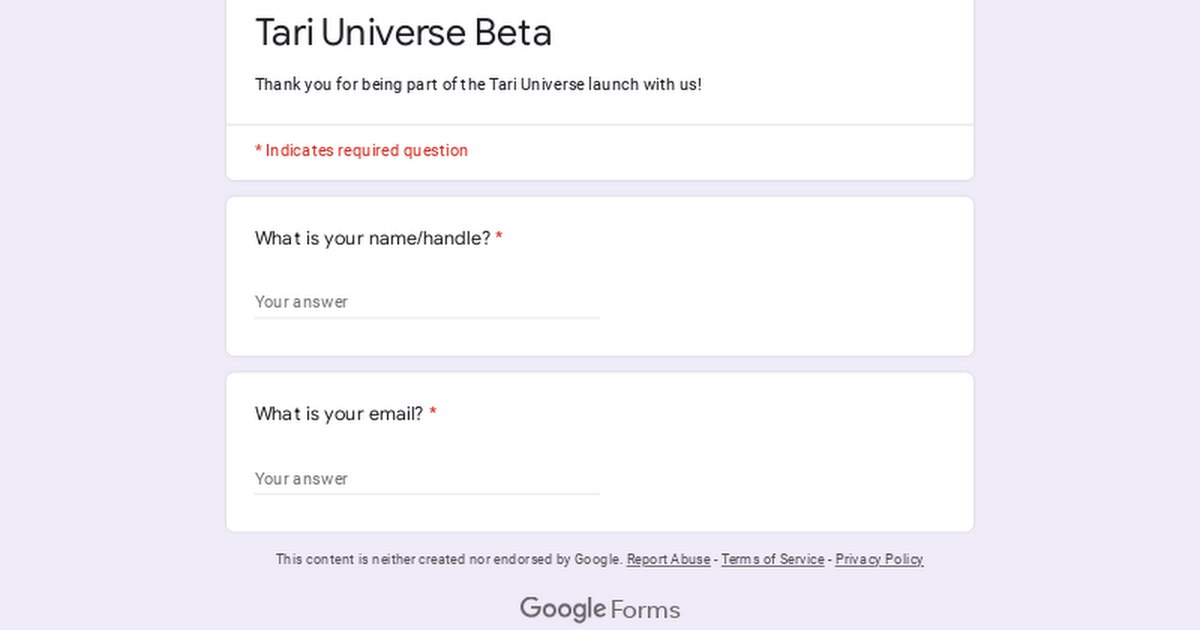 Tari Universe Beta
Thank you for being part of the Tari Universe launch with us!
* Indicates required question
What is your name/handle? *
Your answer
What is your email? *
Your answer
This content is neither created nor endorsed by Google. Report Abuse - Terms of Service - Privacy Policy
Google Forms